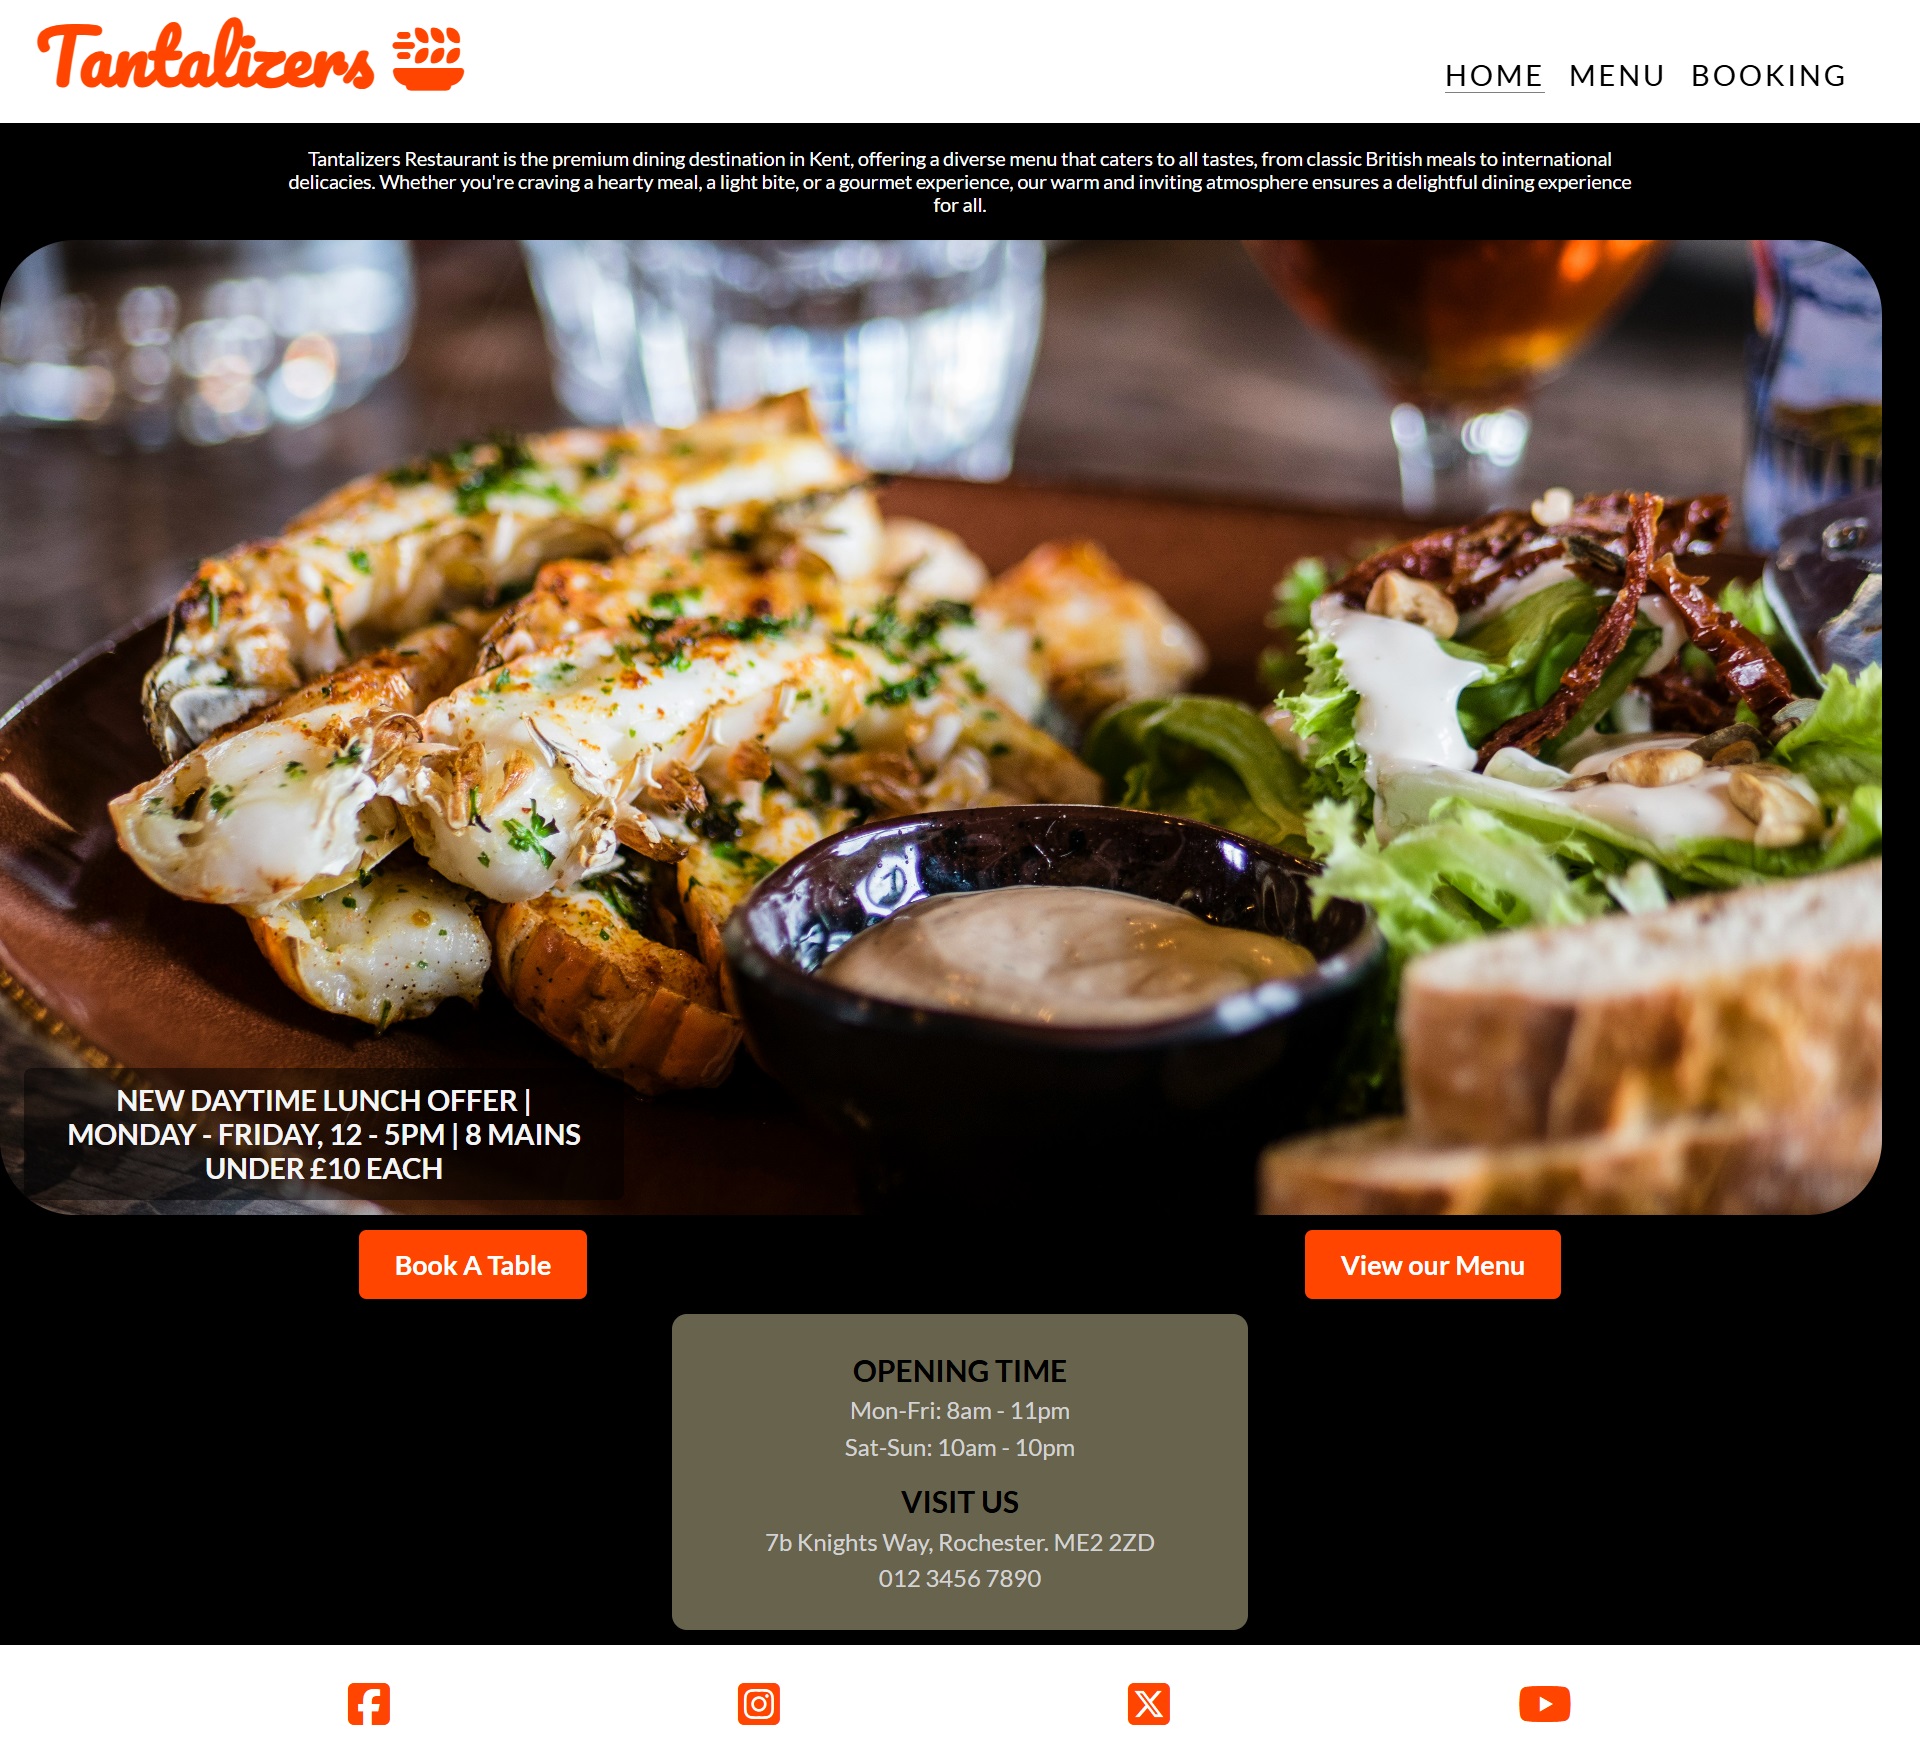 Tantalizers
HOME MENU BOOKING
Tantalizers Restaurant is the premium dining destination in Kent, offering a diverse menu that caters to all tastes, from classic British meals to international
delicacies. Whether you're craving a hearty meal, a light bite, or a gourmet experience, our warm and inviting atmosphere ensures a delightful dining experience
for all.
NEW DAYTIME LUNCH OFFER |
MONDAY - FRIDAY, 12 - 5PM | 8 MAINS
UNDER £10 EACH
Book A Table
View our Menu
OPENING TIME
Mon-Fri: 8am - 11pm
Sat-Sun: 10am - 10pm
VISIT US
7b Knights Way, Rochester. ME2 2ZD
012 3456 7890